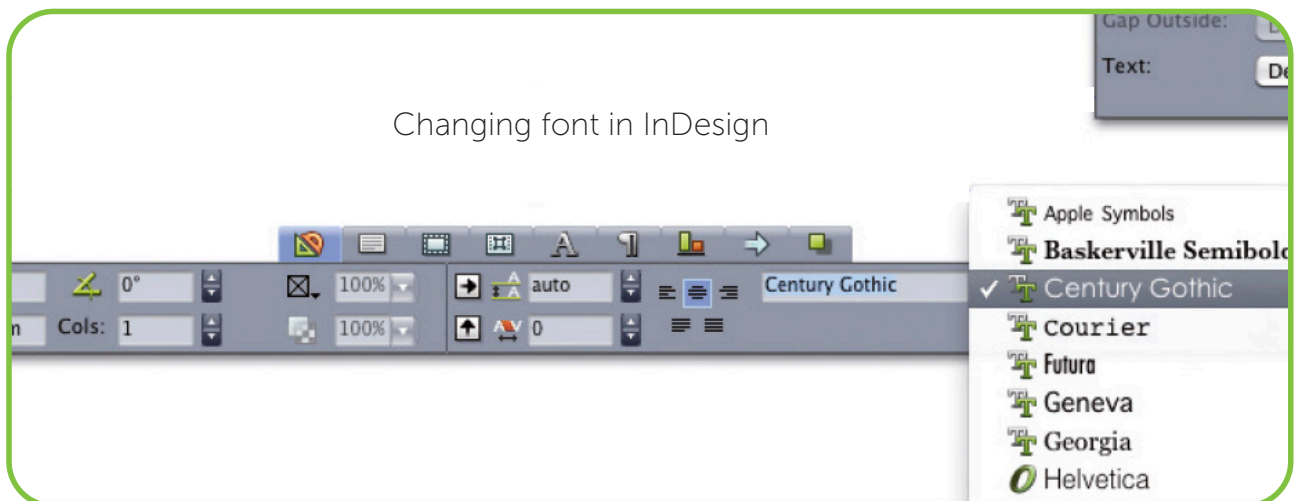 Gap Outside:
Text:
Changing font in InDesign
Apple Symbols
Baskerville Semibold
0°
100%
auto
Century Gothic
Century Gothic
Cols: 1
100%
0
Courier
Futura
Geneva
Georgia
Helvetica